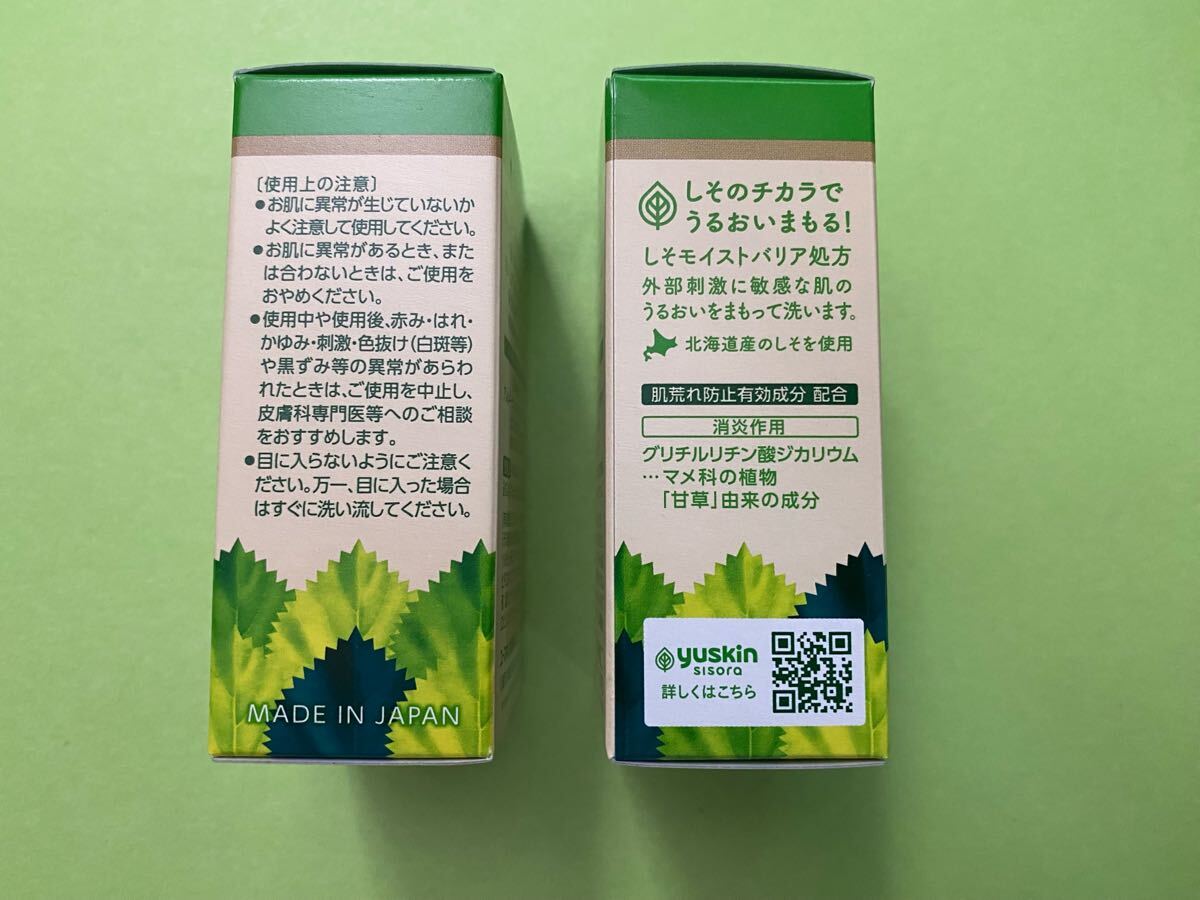 〔使用上の注意〕
●お肌に異常が生じていないか
よく注意して使用してください。
●お肌に異常があるとき、また
は合わないときは、ご使用を
おやめください。
●使用中や使用後、赤み・はれ・
かゆみ・刺激・色抜け(白斑等)
や黒ずみ等の異常があらわ
れたときは、ご使用を中止し、
皮膚科専門医等へのご相談
をおすすめします。
●目に入らないようにご注意く
ださい。万一、目に入った場合
はすぐに洗い流してください。
MADE IN JAPAN
しそのチカラで
うるおいまもる!
しそモイストバリア処方
外部刺激に敏感な肌の
うるおいをまもって洗います。
北海道産のしそを使用
肌荒れ防止有効成分 配合
消炎作用
グリチルリチン酸ジカリウム
…マメ科の植物
「甘草」由来の成分
yuskin
sisora
詳しくはこちら